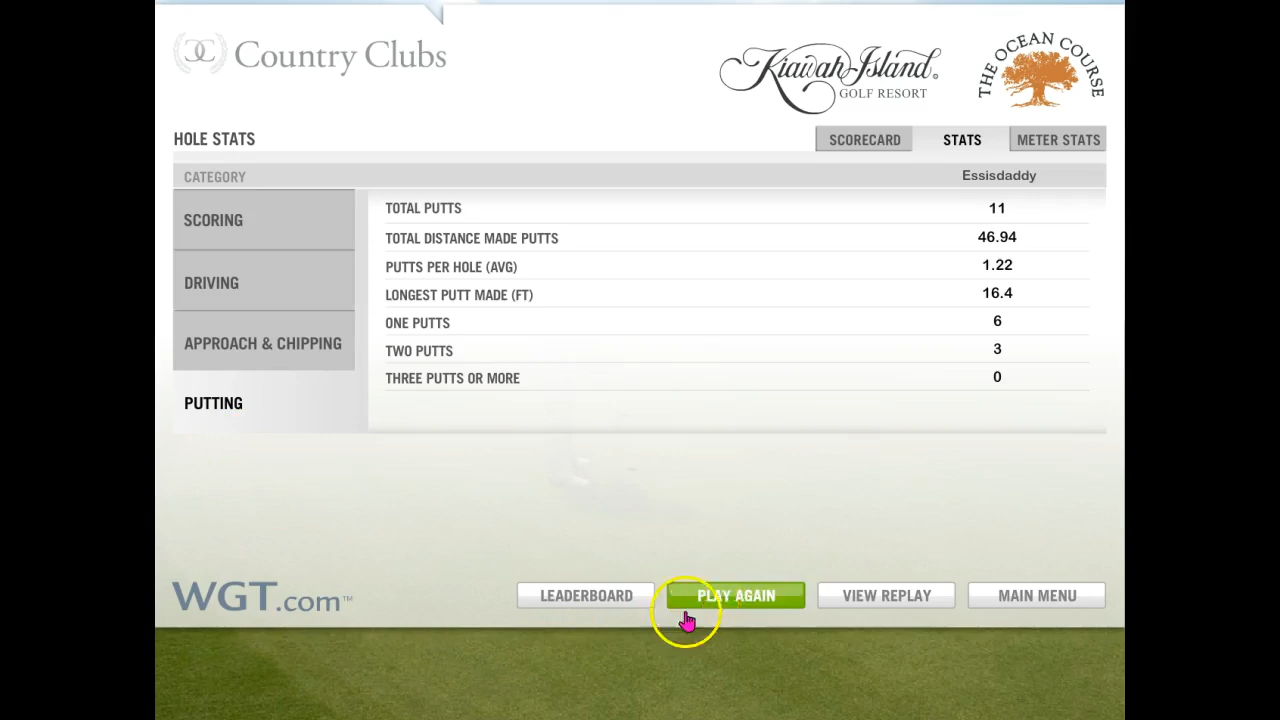 Country Clubs
Kiawah Island®
GOLF RESORT
THE OCEAN COURSE
HOLE STATS
SCORECARD STATS METER STATS
CATEGORY Essisdaddy
SCORING
DRIVING
APPROACH & CHIPPING
PUTTING
TOTAL PUTTS 11
TOTAL DISTANCE MADE PUTTS 46.94
PUTTS PER HOLE (AVG) 1.22
LONGEST PUTT MADE (FT) 16.4
ONE PUTTS 6
TWO PUTTS 3
THREE PUTTS OR MORE 0
WGT.com™
LEADERBOARD PLAY AGAIN VIEW REPLAY MAIN MENU